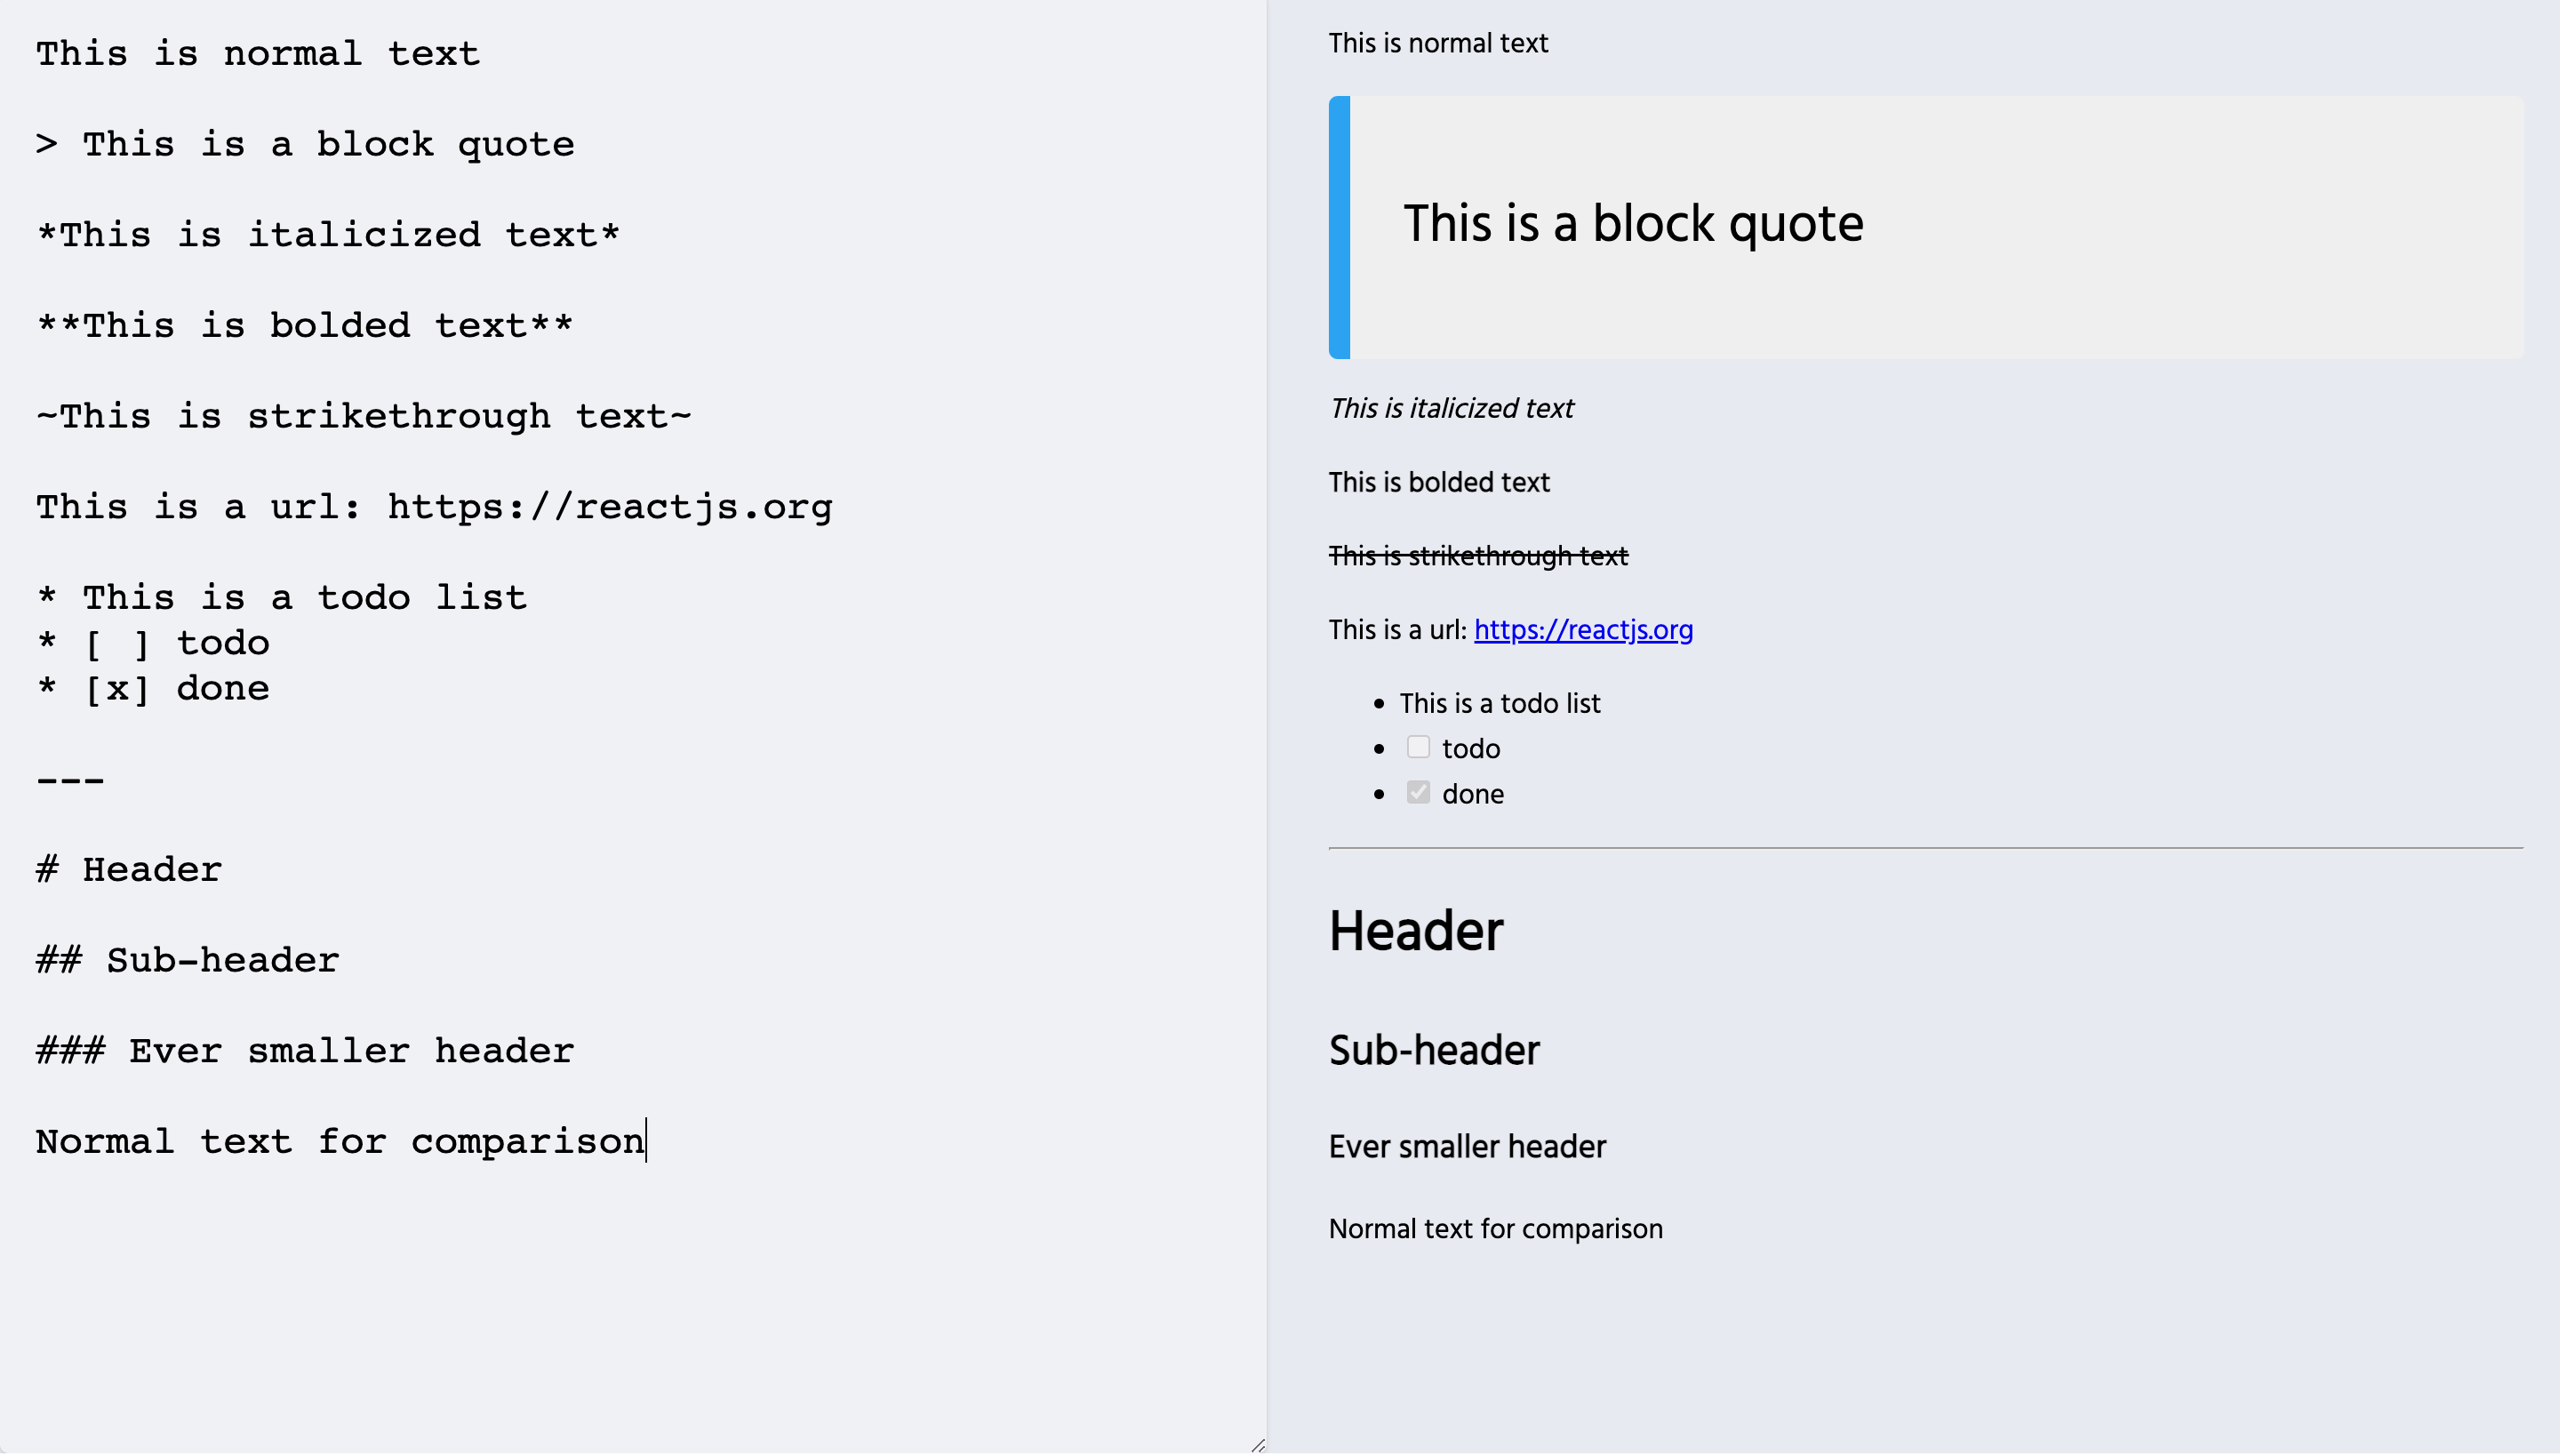 This is normal text
> This is a block quote
*This is italicized text*
**This is bolded text**
~This is strikethrough text~
This is a url: https://reactjs.org
* This is a todo list
* [ ] todo
* [x] done
---
# Header
## Sub-header
### Ever smaller header
Normal text for comparison
This is normal text
This is a block quote
This is italicized text
This is bolded text
This is strikethrough text
This is a url: https://reactjs.org
• This is a todo list
• ☐ todo
• ☑ done
Header
Sub-header
Ever smaller header
Normal text for comparison